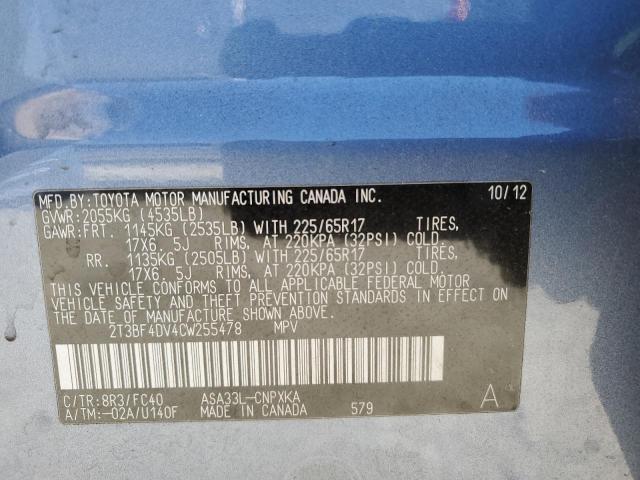 MFD.BY:TOYOTA MOTOR MANUFACTURING CANADA INC. 10/12
GVWR:2055KG (4535LB)
GAWR:FRT. 1145KG (2535LB) WITH 225/65R17 TIRES,
17X6. 5J RIMS, AT 220KPA (32PSI) COLD.
RR. 1135KG (2505LB) WITH 225/65R17 TIRES,
17X6. 5J RIMS, AT 220KPA (32PSI) COLD.
THIS VEHICLE CONFORMS TO ALL APPLICABLE FEDERAL MOTOR
VEHICLE SAFETY AND THEFT PREVENTION STANDARDS IN EFFECT
ON THE DATE OF MANUFACTURE SHOWN ABOVE.
2T3BF4DV4CW255478 MPV
C/TR:8R3/FC40 ASA33L-CNPXKA
A/TM:-02A/U140F MADE IN CANADA 579 A